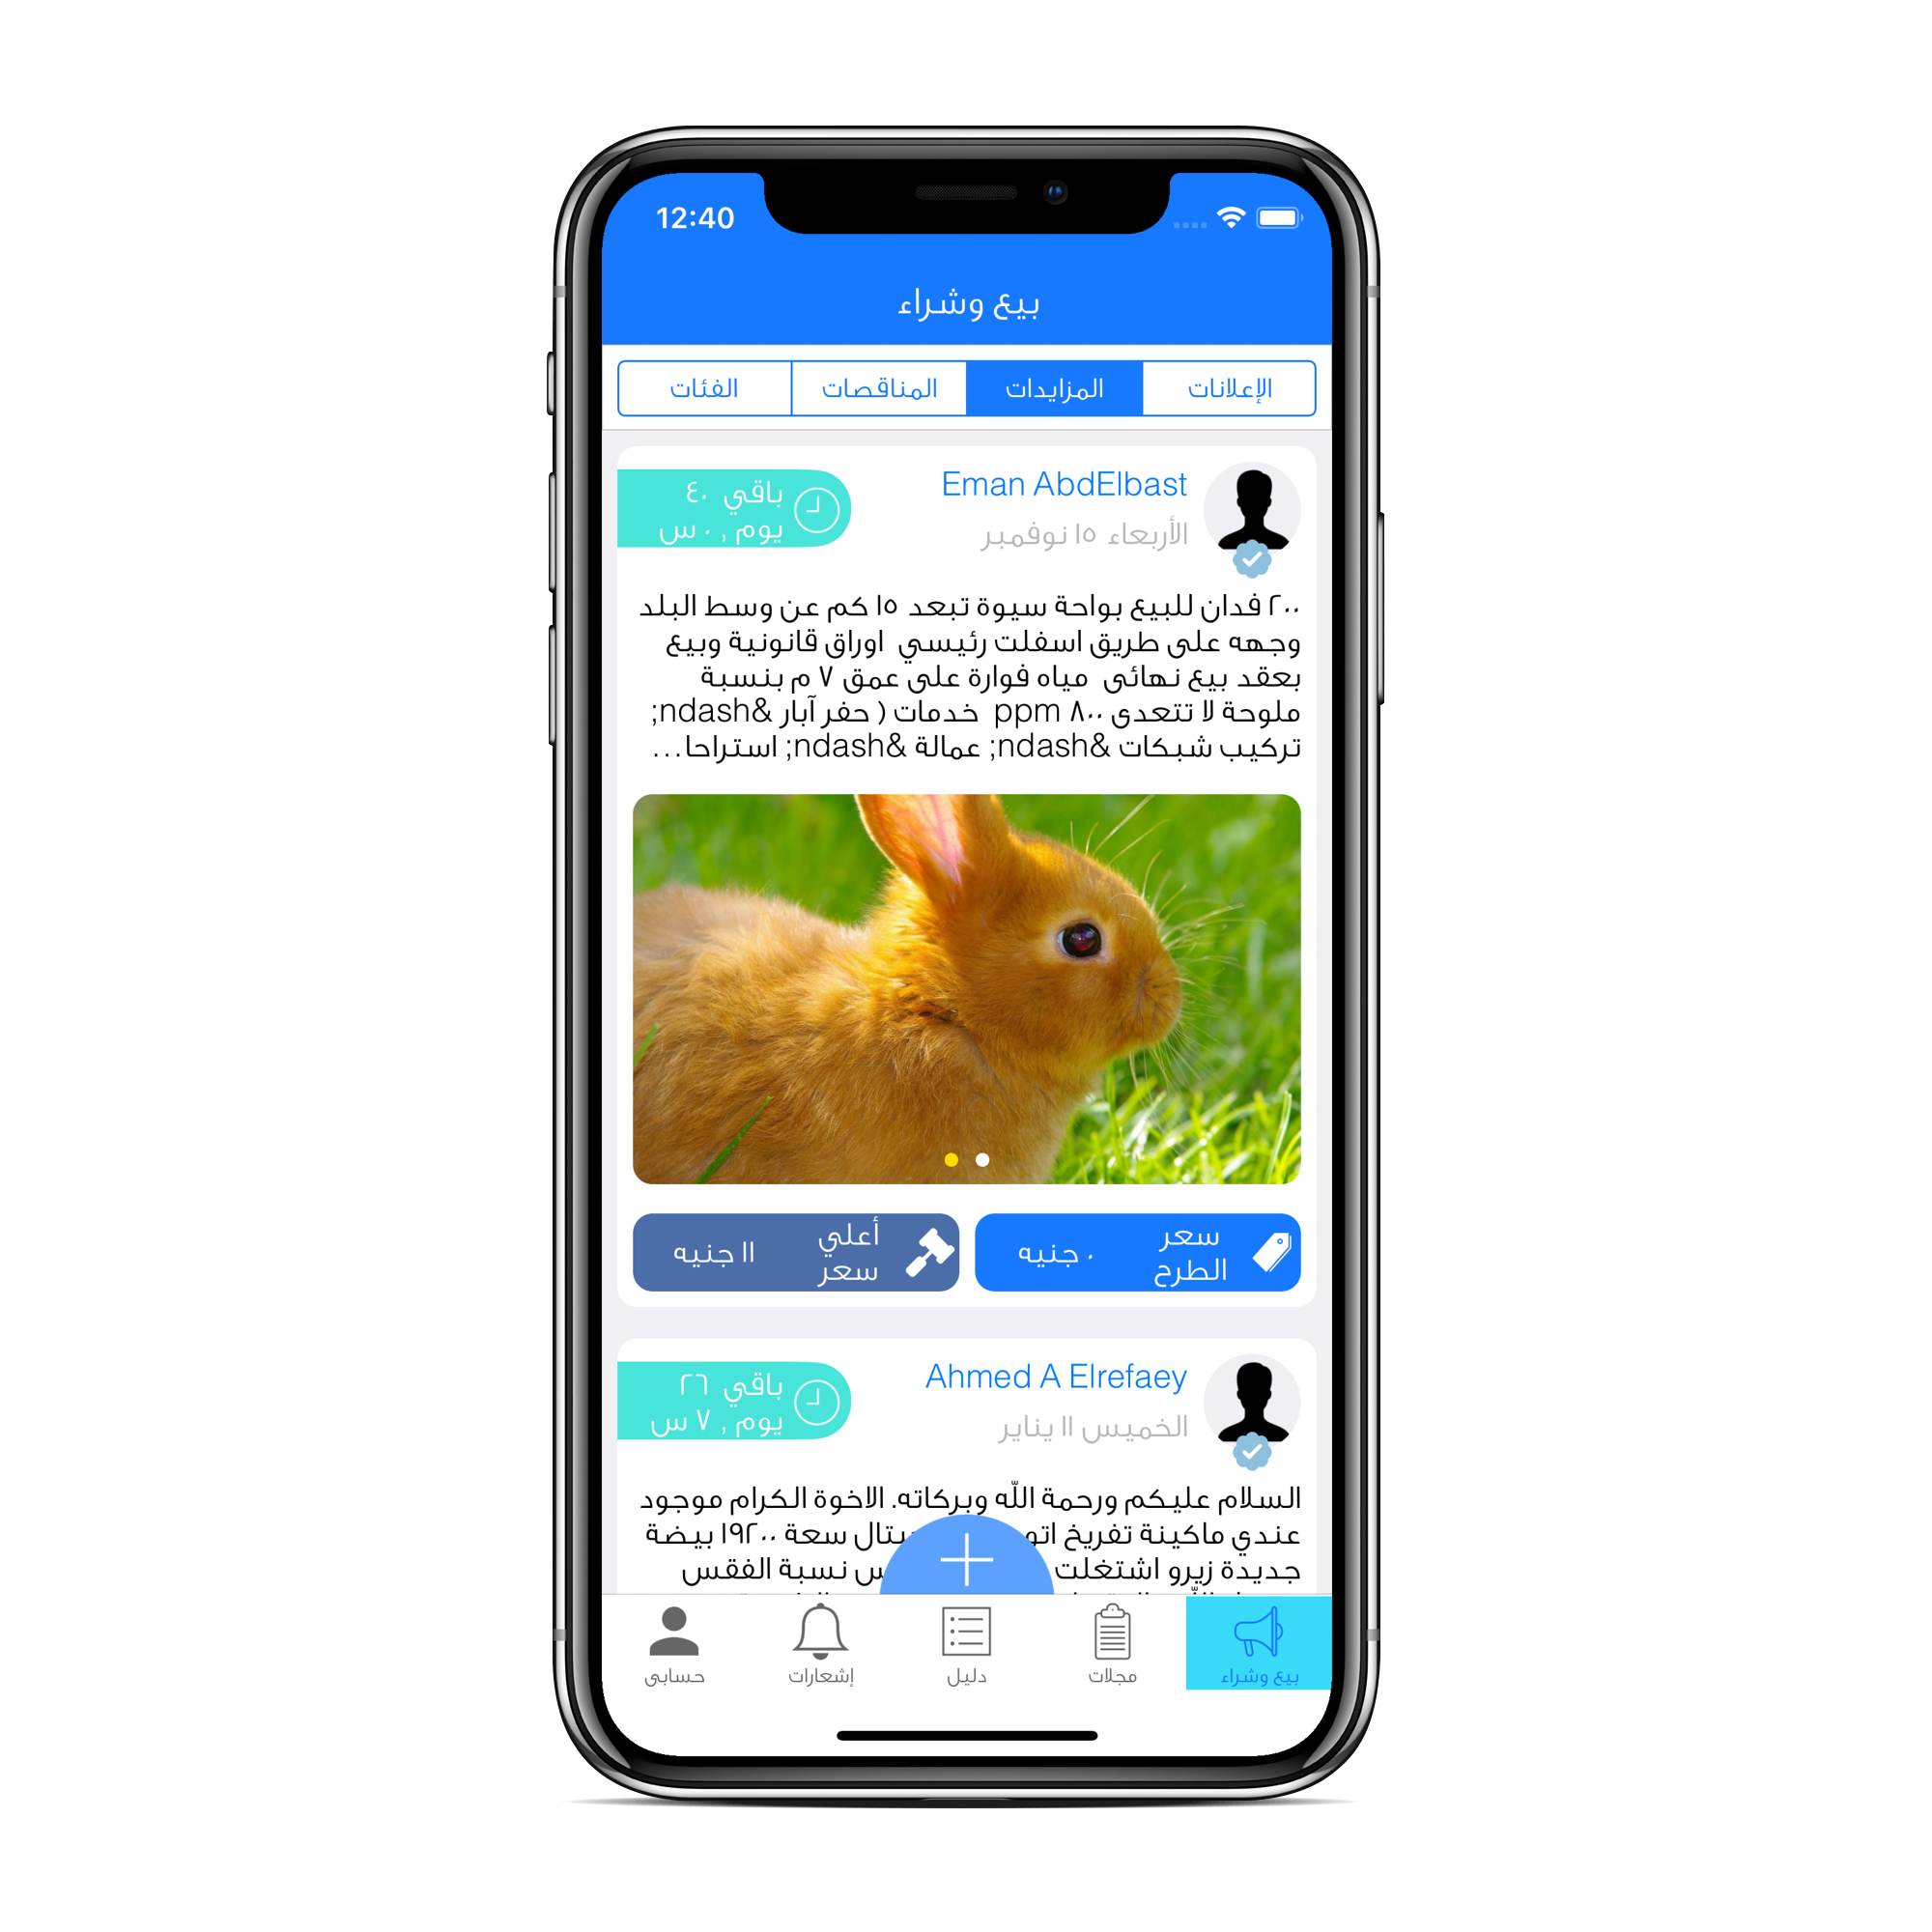 12:40
بيع وشراء
الإعلانات المزايدات المناقصات الفئات
Eman AbdElbast
الأربعاء ١٥ نوفمبر
باقي ٤٠
يوم , ٠ س
٢٠٠ فدان للبيع بواحة سيوة تبعد ١٥ كم عن وسط البلد
وجهه على طريق اسفلت رئيسي اوراق قانونية وبيع
بعقد بيع نهائى مياه فوارة على عمق ٧ م بنسبة
ملوحة لا تتعدى ٨٠٠ ppm خدمات ( حفر آبار &ndash;
تركيب شبكات &ndash; عمالة &ndash; استراحا...
سعر
الطرح
٠ جنيه
أعلي
سعر
١١ جنيه
Ahmed A Elrefaey
الخميس ١١ يناير
باقي ٢٦
يوم , ٧ س
السلام عليكم ورحمة الله وبركاته. الاخوة الكرام موجود
عندي ماكينة تفريخ اتو يتال سعة ١٩٢٠٠ بيضة
جديدة زيرو اشتغلت س نسبة الفقس
بيع وشراء مجلات دليل إشعارات حسابى